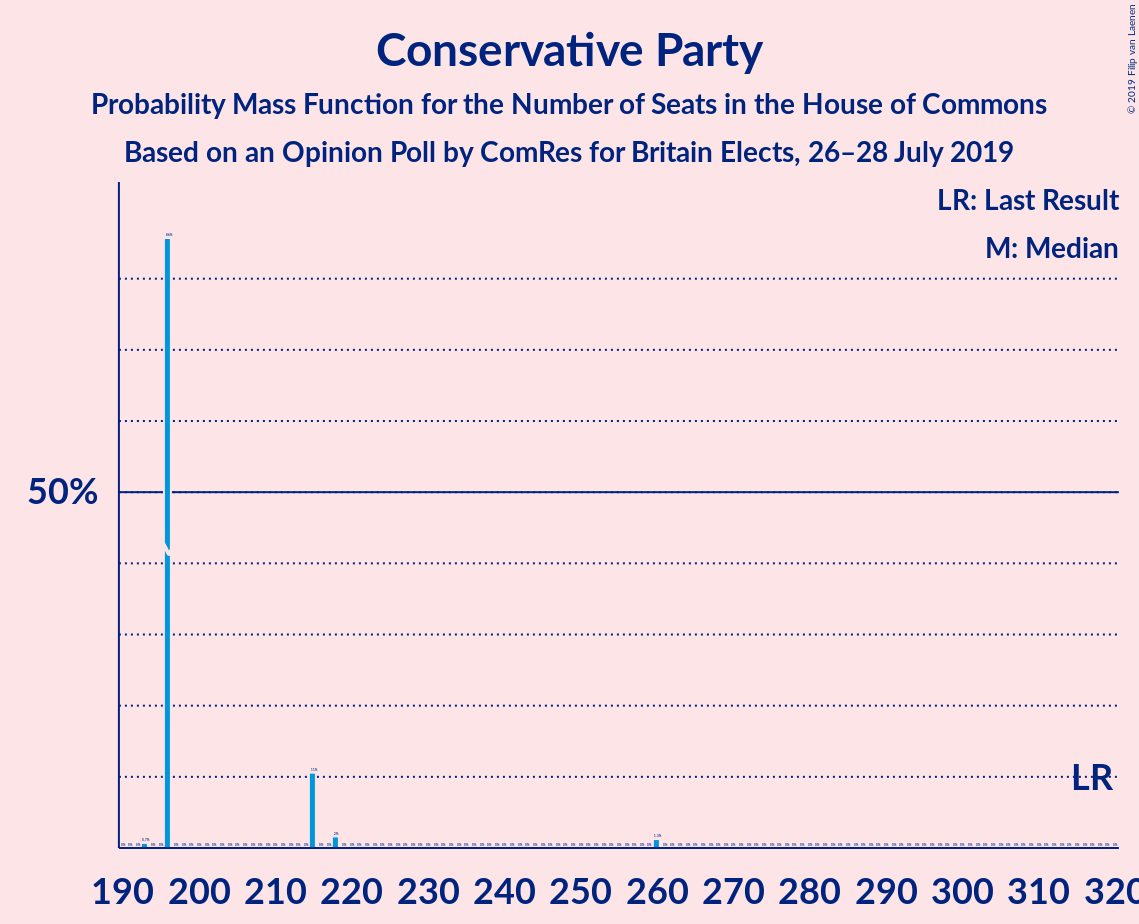 Conservative Party
Probability Mass Function for the Number of Seats in the House of Commons
Based on an Opinion Poll by ComRes for Britain Elects, 26–28 July 2019
© 2019 Filip van Laenen
LR: Last Result
M: Median
50%
LR
190 200 210 220 230 240 250 260 270 280 290 300 310 320